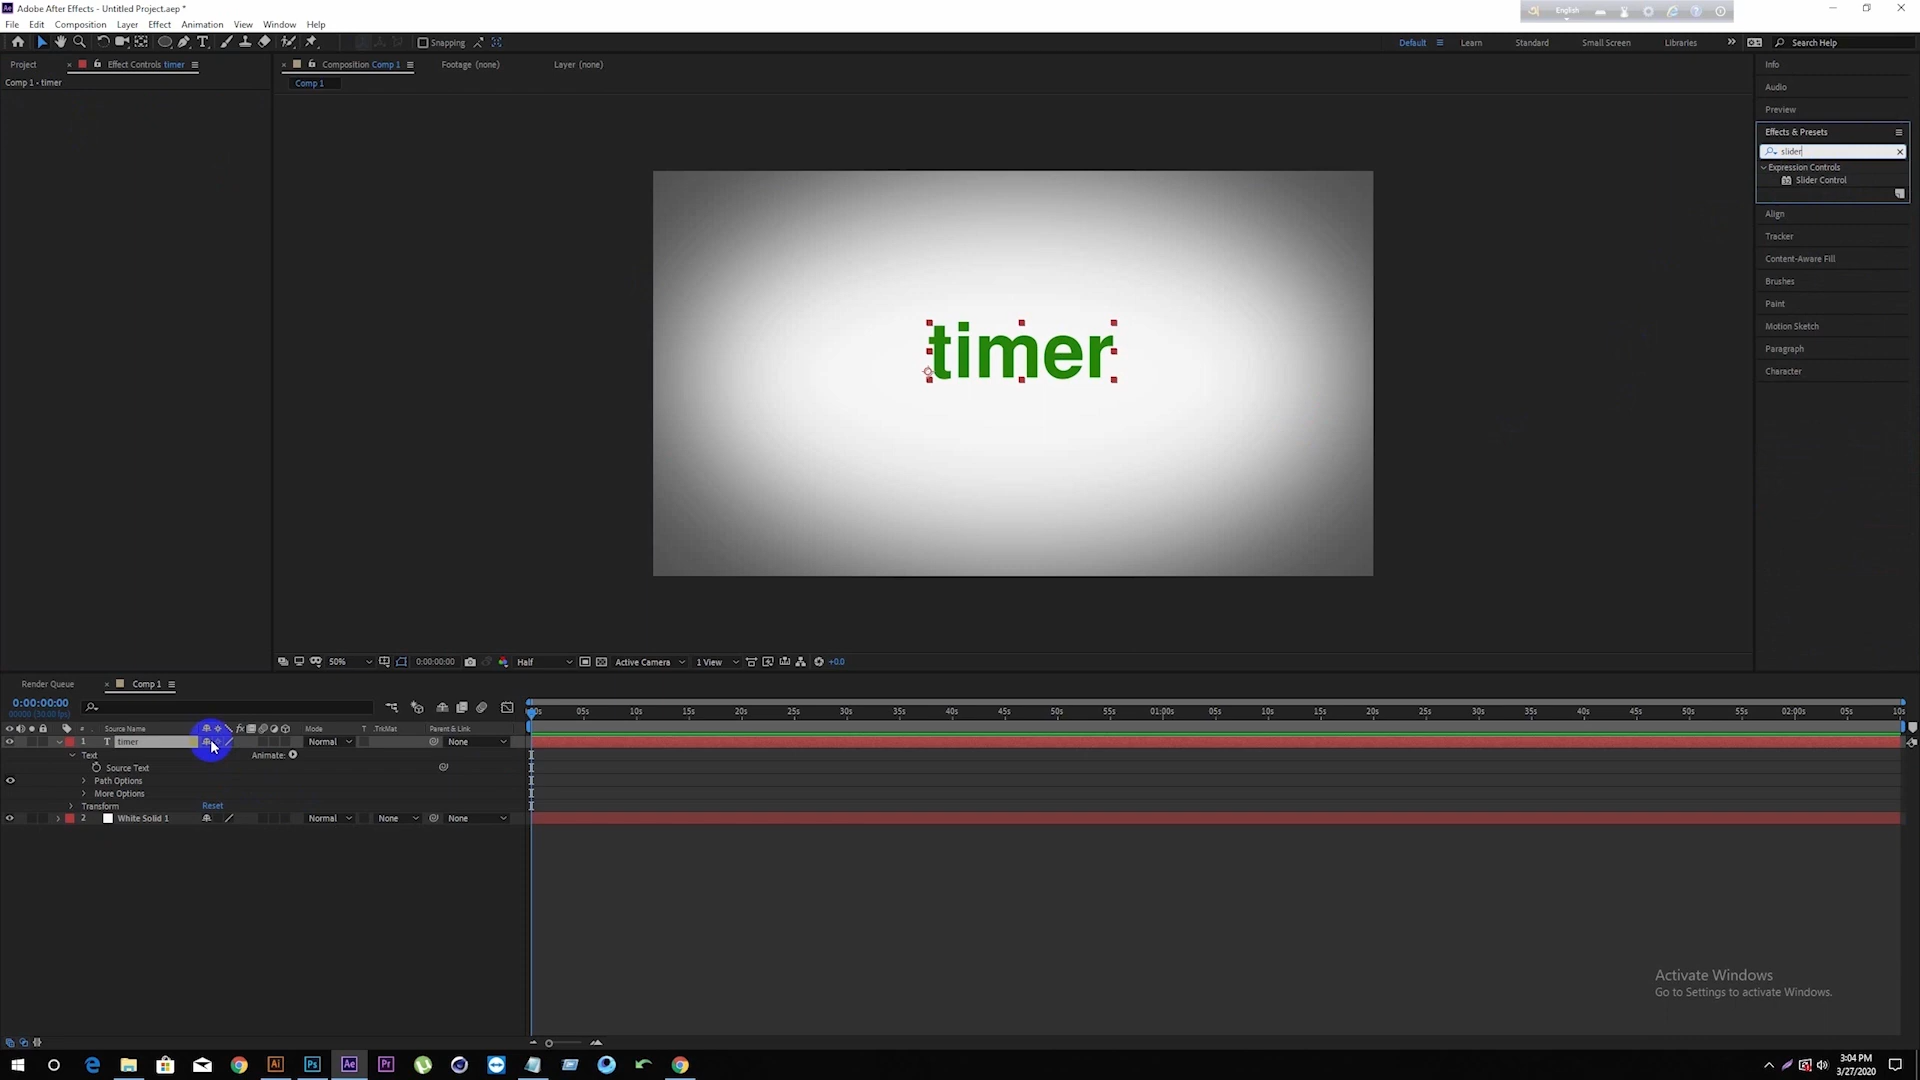 Adobe After Effects - Untitled Project.aep *
English
File Edit Composition Layer Effect Animation View Window Help
Snapping
Default Learn Standard Small Screen Libraries Search Help
Project Effect Controls timer Composition Comp 1 Footage (none) Layer (none)
Comp 1 - timer
Comp 1
Info
Audio
Preview
Effects & Presets
slider
Expression Controls
Slider Control
Align
Tracker
Content-Aware Fill
Brushes
Paint
Motion Sketch
Paragraph
Character
timer
50% 0:00:00:00 Half Active Camera 1 View +0.0
Render Queue Comp 1
0:00:00:00
00000 (30.00 fps)
05s 10s 15s 20s 25s 30s 35s 40s 45s 50s 55s 01:00s 05s 10s 15s 20s 25s 30s 35s 40s 45s 50s 55s 02:00s 05s 10s
# Source Name fx Mode T .TrkMat Parent & Link
1 T timer Normal None
Text Animate:
Source Text
Path Options
More Options
Transform Reset
2 White Solid 1 Normal None None
Activate Windows
Go to Settings to activate Windows.
Ai Ps Ae Pr
3:04 PM
3/27/2020